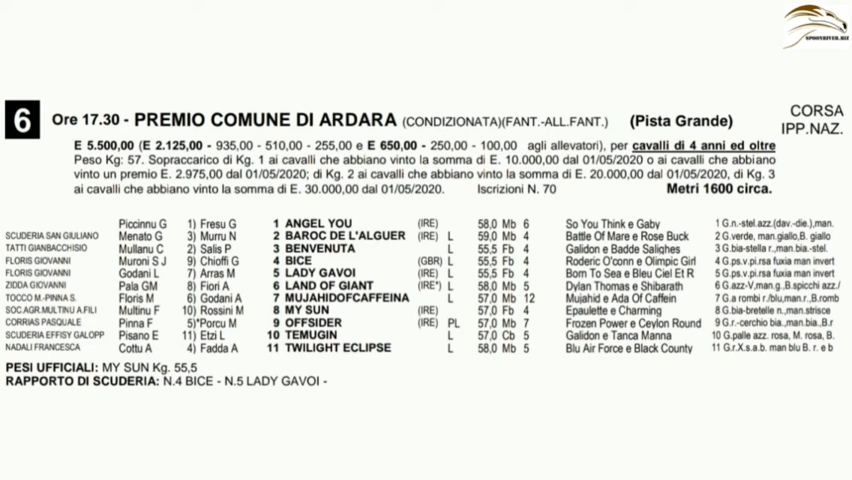 SPOONRIVER.BIZ
6 Ore 17.30 - PREMIO COMUNE DI ARDARA (CONDIZIONATA)(FANT.-ALL.FANT.) (Pista Grande) CORSA IPP.NAZ.
E 5.500,00 (E 2.125,00 - 935,00 - 510,00 - 255,00 e E 650,00 - 250,00 - 100,00 agli allevatori), per cavalli di 4 anni ed oltre
Peso Kg: 57. Sopraccarico di Kg. 1 ai cavalli che abbiano vinto la somma di E. 10.000,00 dal 01/05/2020 o ai cavalli che abbiano
vinto un premio E. 2.975,00 dal 01/05/2020; di Kg. 2 ai cavalli che abbiano vinto la somma di E. 20.000,00 dal 01/05/2020, di Kg. 3
ai cavalli che abbiano vinto la somma di E. 30.000,00 dal 01/05/2020. Iscrizioni N. 70 Metri 1600 circa.
Piccinnu G 1) Fresu G 1 ANGEL YOU (IRE) 58,0 Mb 6 So You Think e Gaby 1 G.n.-stel.azz.(dav.-die.),man.
SCUDERIA SAN GIULIANO Menato G 3) Murru N 2 BAROC DE L'ALGUER (IRE) L 59,0 Mb 4 Battle Of Mare e Rose Buck 2 G.verde, man.giallo,B. giallo
TATTI GIANBACCHISIO Mullanu C 2) Salis P 3 BENVENUTA L 55,5 Fb 4 Galidon e Badde Salighes 3 G.bia-stella r.,man.bia.-stel.
FLORIS GIOVANNI Muroni S J 9) Chioffi G 4 BICE (GBR) L 55,5 Fb 4 Roderic O'conn e Olimpic Girl 4 G.ps.v.pi.rsa fuxia man invert
FLORIS GIOVANNI Godani L 7) Arras M 5 LADY GAVOI (IRE) L 55,5 Fb 4 Born To Sea e Bleu Ciel Et R 5 G.ps.v.pi.rsa fuxia man invert
ZIDDA GIOVANNI Pala GM 8) Fiori A 6 LAND OF GIANT (IRE*) L 58,0 Mb 5 Dylan Thomas e Shibarath 6 G.azz-V,man.g.,B.spicchi azz./
TOCCO M.-PINNA S. Floris M 6) Godani A 7 MUJAHIDOFCAFFEINA L 57,0 Mb 12 Mujahid e Ada Of Caffein 7 G.a rombi r./blu,man.r.,B.romb
SOC.AGR.MULTINU A.FILI Multinu F 10) Rossini M 8 MY SUN (IRE) 57,0 Fb 4 Epaulette e Charming 8 G.bia-bretelle n.,man.strisce
CORRIAS PASQUALE Pinna F 5)*Porcu M 9 OFFSIDER (IRE) PL 57,0 Mb 7 Frozen Power e Ceylon Round 9 G.r.-cerchio bia.,man.bia.,B.r
SCUDERIA EFFISY GALOPP Pisano E 11) Etzi L 10 TEMUGIN L 57,0 Cb 5 Galidon e Tanca Manna 10 G.palle azz. rosa, M. rosa, B.
NADALI FRANCESCA Cottu A 4) Fadda A 11 TWILIGHT ECLIPSE L 58,0 Mb 5 Blu Air Force e Black County 11 G.r.X.s.a.b. man blu B. r. e b
PESI UFFICIALI: MY SUN Kg. 55,5
RAPPORTO DI SCUDERIA: N.4 BICE - N.5 LADY GAVOI -